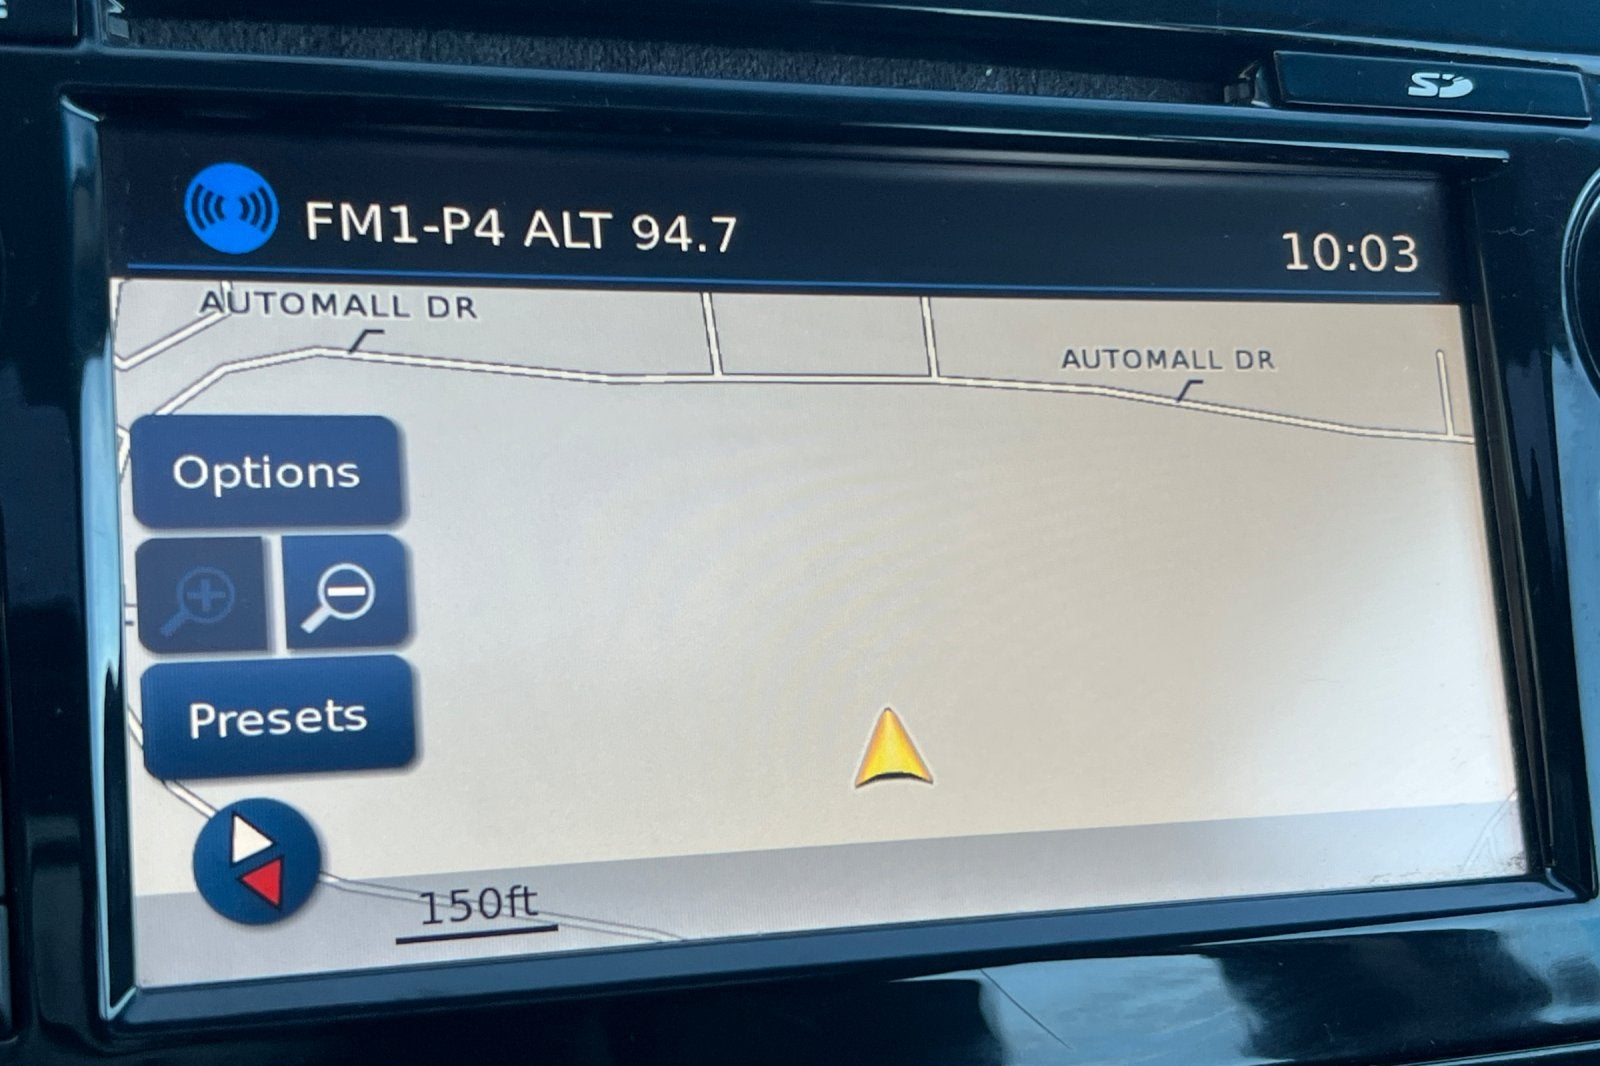 SD
FM1-P4 ALT 94.7
10:03
AUTOMALL DR
AUTOMALL DR
Options
Presets
150ft